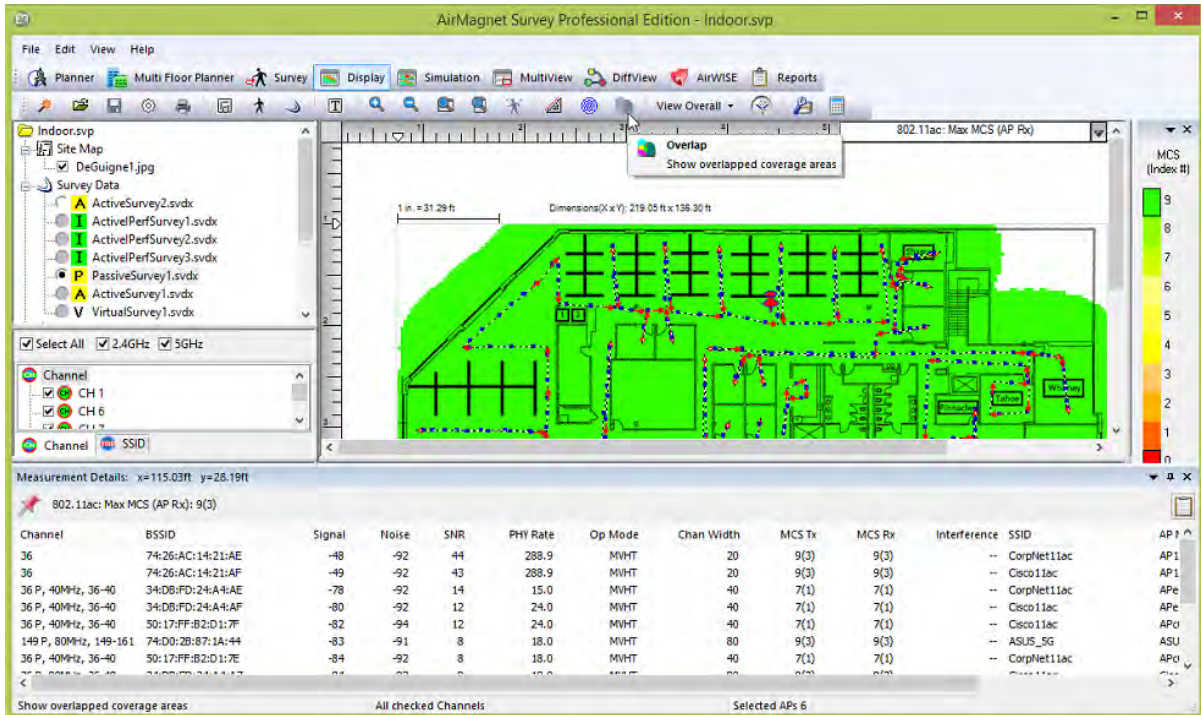 AirMagnet Survey Professional Edition - Indoor.svp
File Edit View Help
Planner Multi Floor Planner Survey Display Simulation MultiView DiffView AirWISE Reports
View Overall
Indoor.svp
Site Map
DeGuigne1.jpg
Survey Data
A ActiveSurvey2.svdx
I ActiveIPerfSurvey1.svdx
I ActiveIPerfSurvey2.svdx
I ActiveIPerfSurvey3.svdx
P PassiveSurvey1.svdx
A ActiveSurvey1.svdx
V VirtualSurvey1.svdx
Select All 2.4GHz 5GHz
Channel
CH 1
CH 6
Channel SSID
802.11ac: Max MCS (AP Rx)
Overlap
Show overlapped coverage areas
1 in. = 31.29 ft
Dimensions(X x Y): 219.05 ft x 136.30 ft
Pinnacles
Tahoe
Whitney
MCS
(Index #)
9
8
7
6
5
4
3
2
1
0
Measurement Details: x=115.03ft y=28.19ft
802.11ac: Max MCS (AP Rx): 9(3)
Channel BSSID Signal Noise SNR PHY Rate Op Mode Chan Width MCS Tx MCS Rx Interference SSID
36 74:26:AC:14:21:AE -48 -92 44 288.9 MVHT 20 9(3) 9(3) -- CorpNet11ac AP1
36 74:26:AC:14:21:AF -49 -92 43 288.9 MVHT 20 9(3) 9(3) -- Cisco11ac AP1
36 P, 40MHz, 36-40 34:DB:FD:24:A4:AE -78 -92 14 15.0 MVHT 40 7(1) 7(1) -- CorpNet11ac APe
36 P, 40MHz, 36-40 34:DB:FD:24:A4:AF -80 -92 12 24.0 MVHT 40 7(1) 7(1) -- Cisco11ac APe
36 P, 40MHz, 36-40 50:17:FF:B2:D1:7F -82 -94 12 24.0 MVHT 40 7(1) 7(1) -- Cisco11ac APc
149 P, 80MHz, 149-161 74:D0:2B:87:1A:44 -83 -91 8 18.0 MVHT 80 9(3) 9(3) -- ASUS_5G ASU
36 P, 40MHz, 36-40 50:17:FF:B2:D1:7E -84 -92 8 18.0 MVHT 40 7(1) 7(1) -- CorpNet11ac APc
Show overlapped coverage areas All checked Channels Selected APs 6